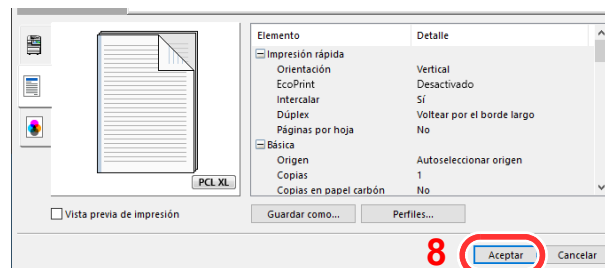 Elemento Detalle
Impresión rápida
Orientación Vertical
EcoPrint Desactivado
Intercalar Sí
Dúplex Voltear por el borde largo
Páginas por hoja No
Básica
Origen Autoseleccionar origen
Copias 1
Copias en papel carbón No
PCL XL
Vista previa de impresión Guardar como... Perfiles...
8 Aceptar Cancelar